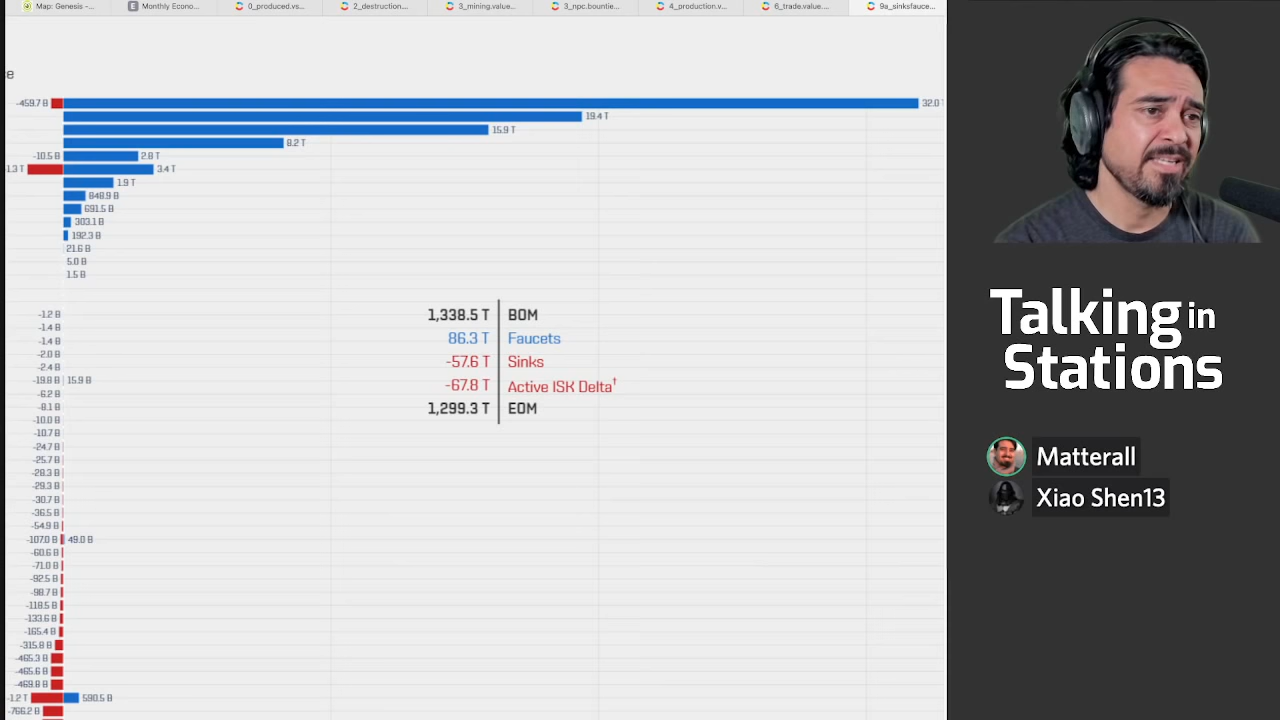 Map: Genesis -...
Monthly Econo...
0_produced.vs...
2_destruction....
3_mining.value...
3_npc.bountie...
4_production.v...
6_trade.value....
9a_sinksfauce...
-459.7 B
32.0
19.4 T
15.9 T
8.2 T
-10.5 B 2.8 T
1.3 T 3.4 T
1.9 T
848.9 B
691.5 B
303.1 B
192.3 B
21.6 B
5.0 B
1.5 B
-1.2 B
-1.4 B
-1.4 B
-2.0 B
-2.4 B
-19.8 B 15.9 B
-6.2 B
-8.1 B
-10.0 B
-10.7 B
-24.7 B
-25.7 B
-28.3 B
-29.3 B
-30.7 B
-36.5 B
-54.9 B
-107.0 B 49.0 B
-60.6 B
-71.0 B
-92.5 B
-98.7 B
-118.5 B
-133.6 B
-165.4 B
-315.8 B
-465.3 B
-465.6 B
-469.8 B
-1.2 T 590.5 B
-766.2 B
1,338.5 T BOM
86.3 T Faucets
-57.6 T Sinks
-67.8 T Active ISK Delta†
1,299.3 T EOM
Talking in
Stations
Matterall
Xiao Shen13